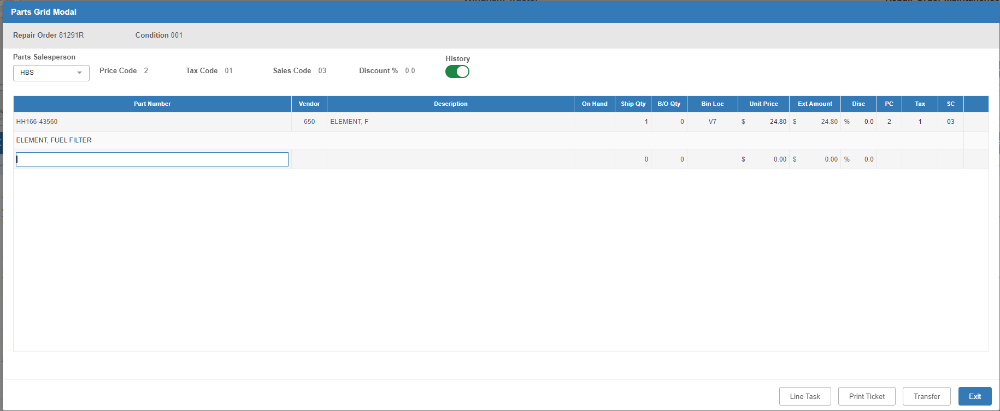 Parts Grid Modal
Repair Order 81291R Condition 001
Parts Salesperson
History
HBS Price Code 2 Tax Code 01 Sales Code 03 Discount % 0.0
Part Number Vendor Description On Hand Ship Qty B/O Qty Bin Loc Unit Price Ext Amount Disc PC Tax SC
HH166-43560 650 ELEMENT, F 1 0 V7 $ 24.80 $ 24.80 % 0.0 2 1 03
ELEMENT, FUEL FILTER
0 0 $ 0.00 $ 0.00 % 0.0
Line Task Print Ticket Transfer Exit